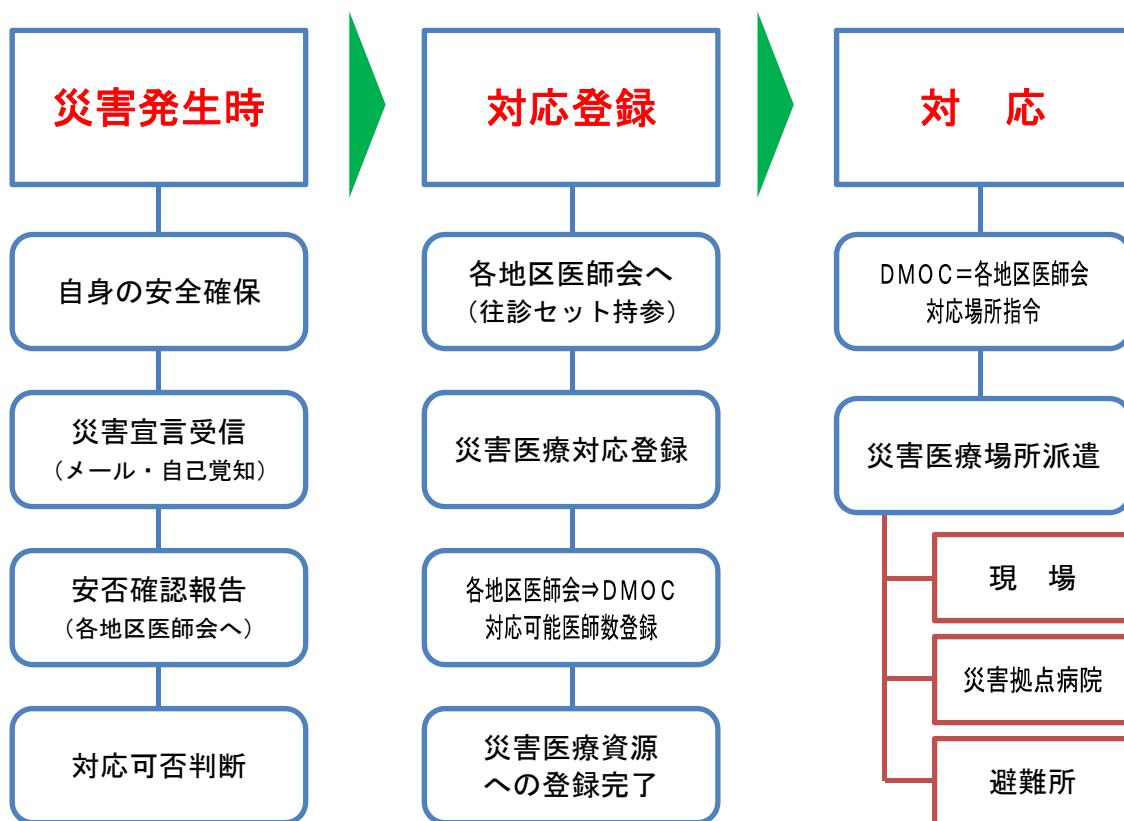 災害発生時
自身の安全確保
災害宣言受信
（メール・自己覚知）
安否確認報告
（各地区医師会へ）
対応可否判断
対応登録
各地区医師会へ
（往診セット持参）
災害医療対応登録
各地区医師会⇒ＤＭＯＣ
対応可能医師数登録
災害医療資源
への登録完了
対　応
ＤＭＯＣ＝各地区医師会
対応場所指令
災害医療場所派遣
現　場
災害拠点病院
避難所